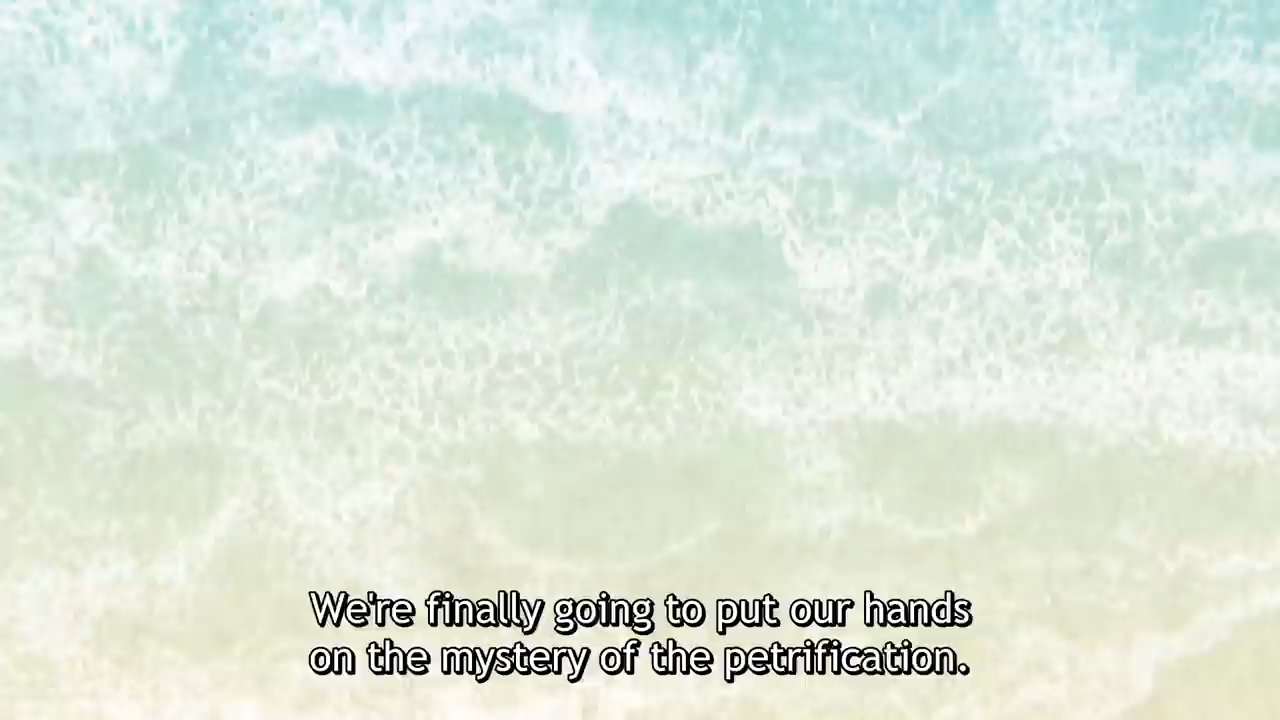 We're finally going to put our hands
on the mystery of the petrification.